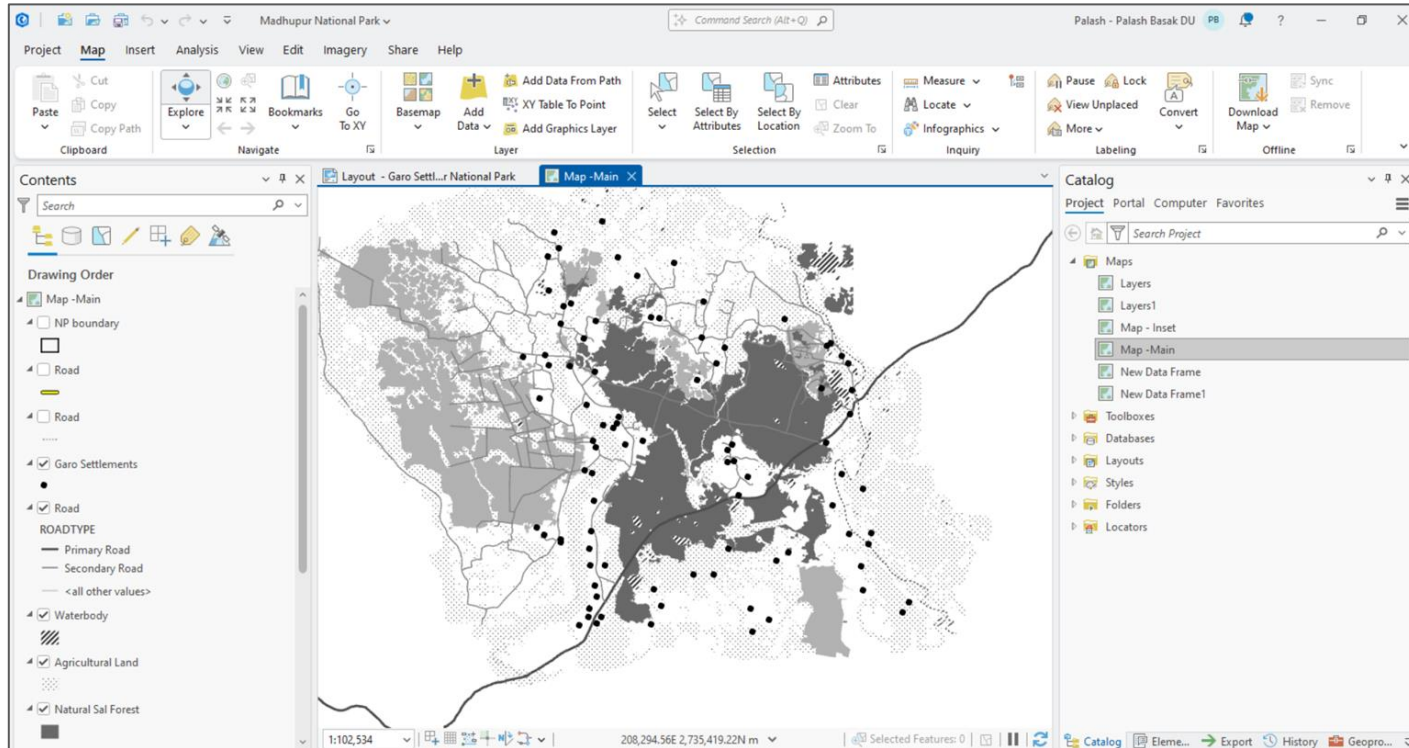 Madhupur National Park
Command Search (Alt+Q)
Palash - Palash Basak DU PB
Project Map Insert Analysis View Edit Imagery Share Help
Paste
Cut
Copy
Copy Path
Clipboard
Explore
Bookmarks
Go To XY
Navigate
Basemap
Add Data
Add Data From Path
XY Table To Point
Add Graphics Layer
Layer
Select
Select By Attributes
Select By Location
Attributes
Clear
Zoom To
Selection
Measure
Locate
Infographics
Inquiry
Pause Lock
View Unplaced
More
Convert
Labeling
Download Map
Sync
Remove
Offline
Contents
Search
Drawing Order
Map -Main
NP boundary
Road
Road
Garo Settlements
Road
ROADTYPE
Primary Road
Secondary Road
<all other values>
Waterbody
Agricultural Land
Natural Sal Forest
Layout - Garo Settl...r National Park
Map -Main
1:102,534
208,294.56E 2,735,419.22N m
Selected Features: 0
Catalog
Project Portal Computer Favorites
Search Project
Maps
Layers
Layers1
Map - Inset
Map -Main
New Data Frame
New Data Frame1
Toolboxes
Databases
Layouts
Styles
Folders
Locators
Catalog Eleme... Export History Geopro...